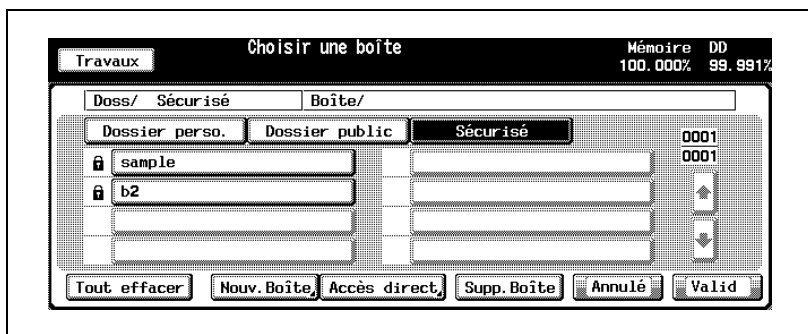 Choisir une boîte
Mémoire DD
Travaux
100.000% 99.991%
Doss/ Sécurisé Boîte/
Dossier perso. Dossier public Sécurisé
0001
sample
0001
b2
Tout effacer Nouv.Boîte Accès direct Supp.Boîte Annulé Valid